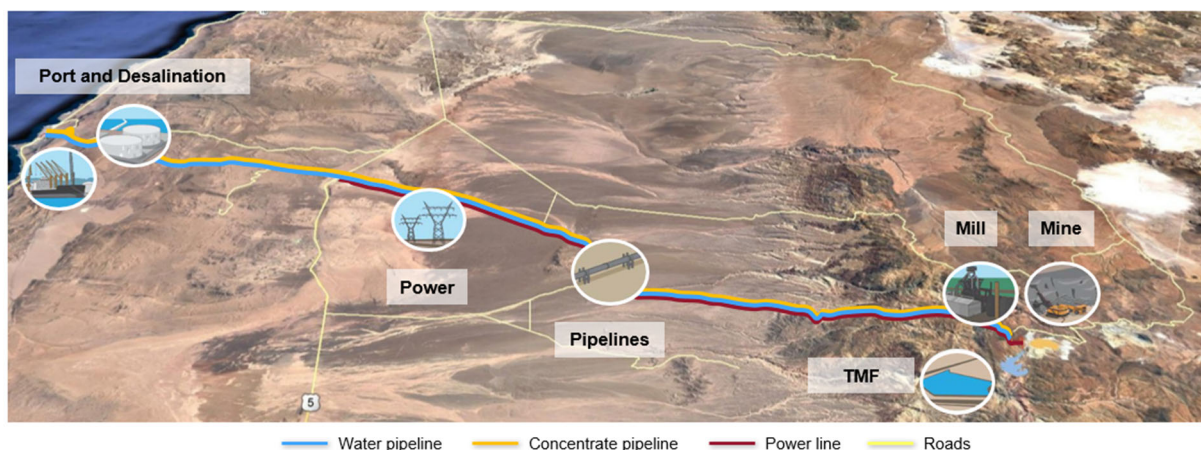 Port and Desalination
Mill
Mine
Power
Pipelines
TMF
5
Water pipeline
Concentrate pipeline
Power line
Roads